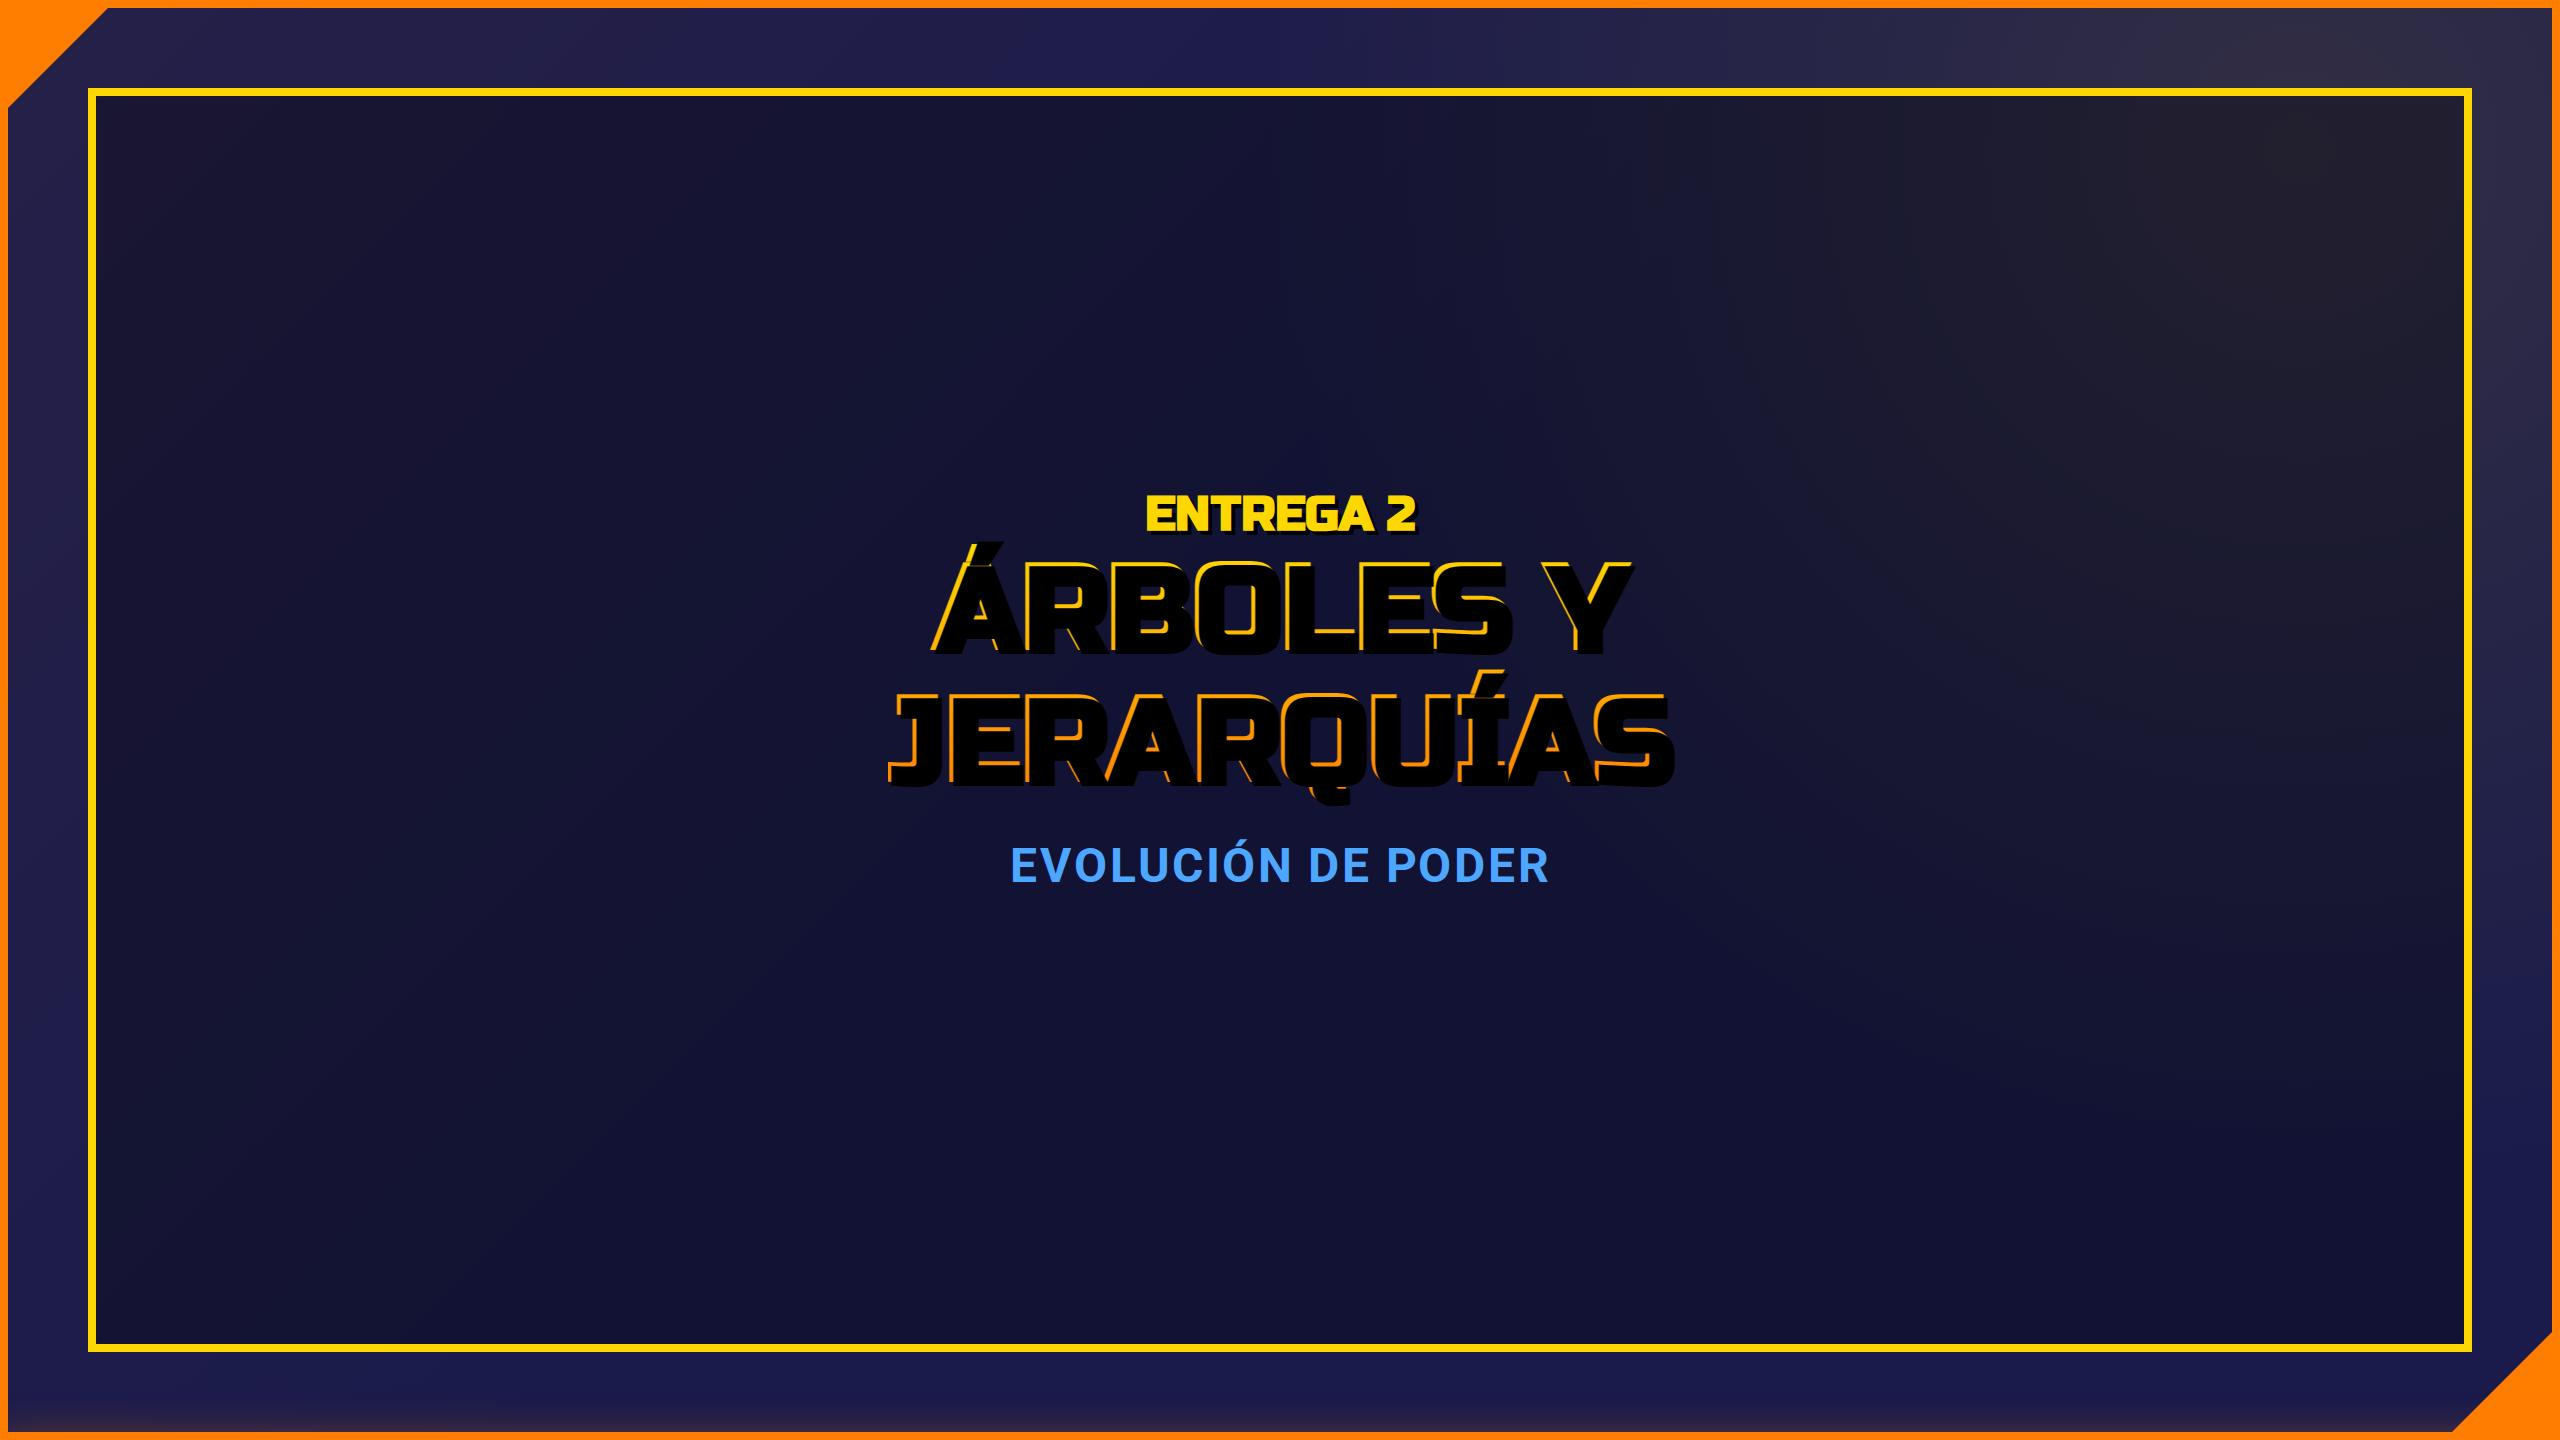 ENTREGA 2
ÁRBOLES Y
JERARQUÍAS
EVOLUCIÓN DE PODER